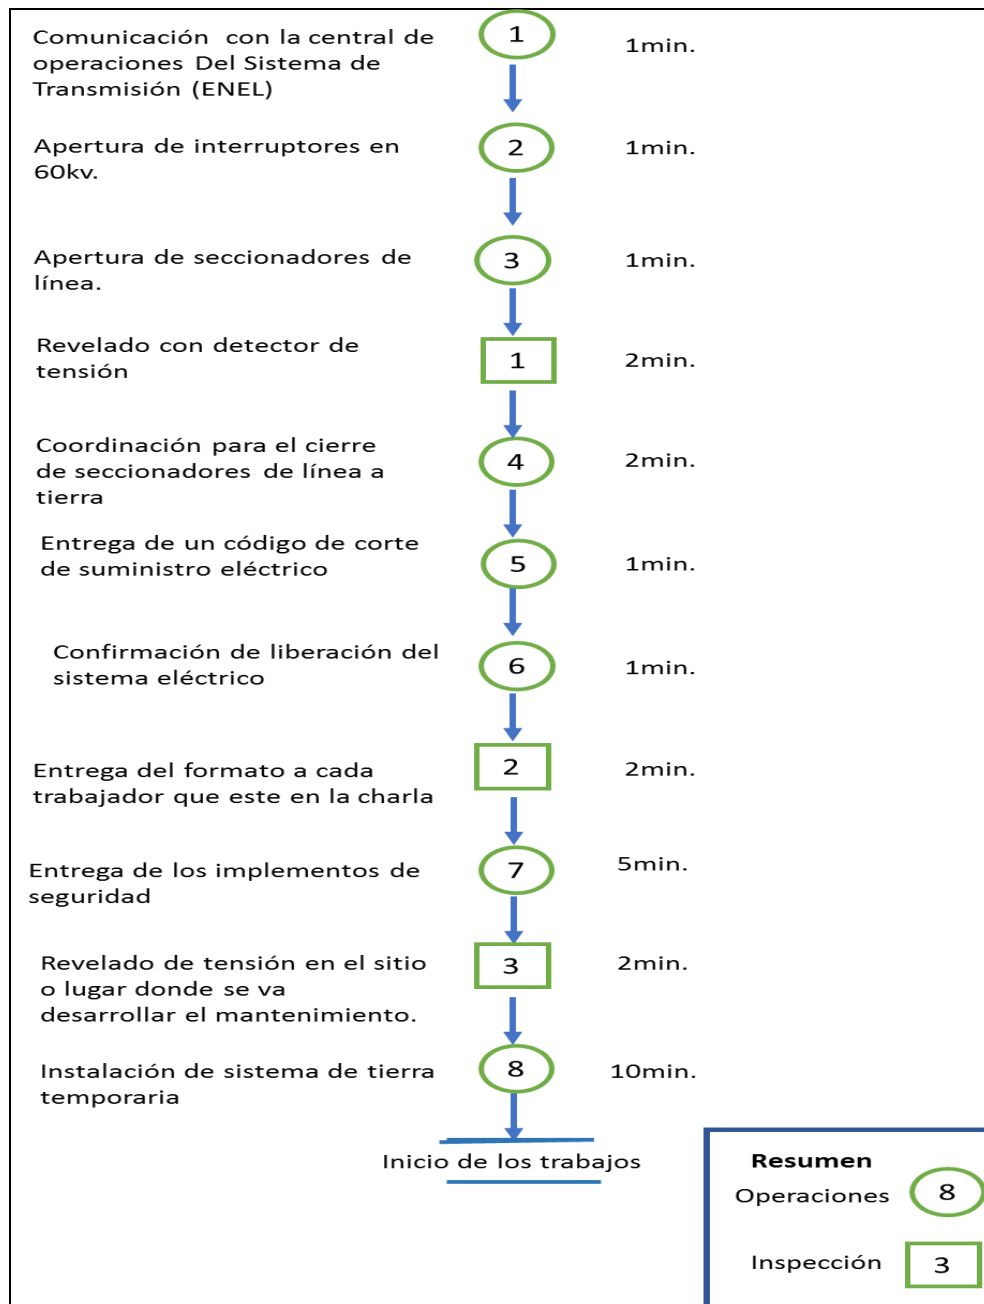 Comunicación con la central de
operaciones Del Sistema de
Transmisión (ENEL)
1
1min.
Apertura de interruptores en
60kv.
2
1min.
Apertura de seccionadores de
línea.
3
1min.
Revelado con detector de
tensión
1
2min.
Coordinación para el cierre
de seccionadores de línea a
tierra
4
2min.
Entrega de un código de corte
de suministro eléctrico
5
1min.
Confirmación de liberación del
sistema eléctrico
6
1min.
Entrega del formato a cada
trabajador que este en la charla
2
2min.
Entrega de los implementos de
seguridad
7
5min.
Revelado de tensión en el sitio
o lugar donde se va
desarrollar el mantenimiento.
3
2min.
Instalación de sistema de tierra
temporaria
8
10min.
Inicio de los trabajos
Resumen
Operaciones 8
Inspección 3